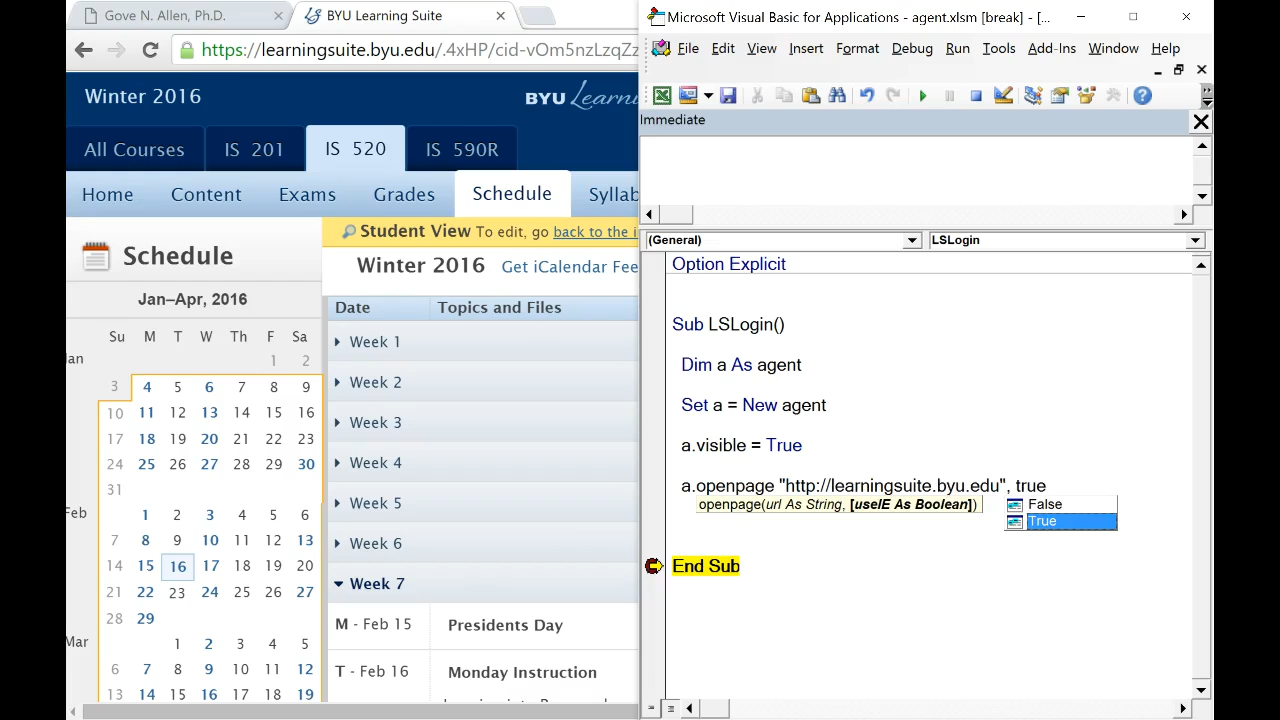 Gove N. Allen, Ph.D.
BYU Learning Suite
https://learningsuite.byu.edu/.4xHP/cid-vOm5nzLzqZz
Winter 2016
BYU Learni
All Courses
IS 201
IS 520
IS 590R
Home
Content
Exams
Grades
Schedule
Syllab
Schedule
Student View To edit, go back to the i
Winter 2016
Get iCalendar Fee
Jan–Apr, 2016
Su M T W Th F Sa
Jan 1 2
3 4 5 6 7 8 9
10 11 12 13 14 15 16
17 18 19 20 21 22 23
24 25 26 27 28 29 30
31
Feb
1 2 3 4 5 6
7 8 9 10 11 12 13
14 15 16 17 18 19 20
21 22 23 24 25 26 27
28 29
Mar 1 2 3 4 5
6 7 8 9 10 11 12
13 14 15 16 17 18 19
Date
Topics and Files
Week 1
Week 2
Week 3
Week 4
Week 5
Week 6
Week 7
M - Feb 15
Presidents Day
T - Feb 16
Monday Instruction
Microsoft Visual Basic for Applications - agent.xlsm [break] - [...
File Edit View Insert Format Debug Run Tools Add-Ins Window Help
Immediate
(General)
LSLogin
Option Explicit
Sub LSLogin()
Dim a As agent
Set a = New agent
a.visible = True
a.openpage "http://learningsuite.byu.edu", true
openpage(url As String, [useIE As Boolean])
False
True
End Sub